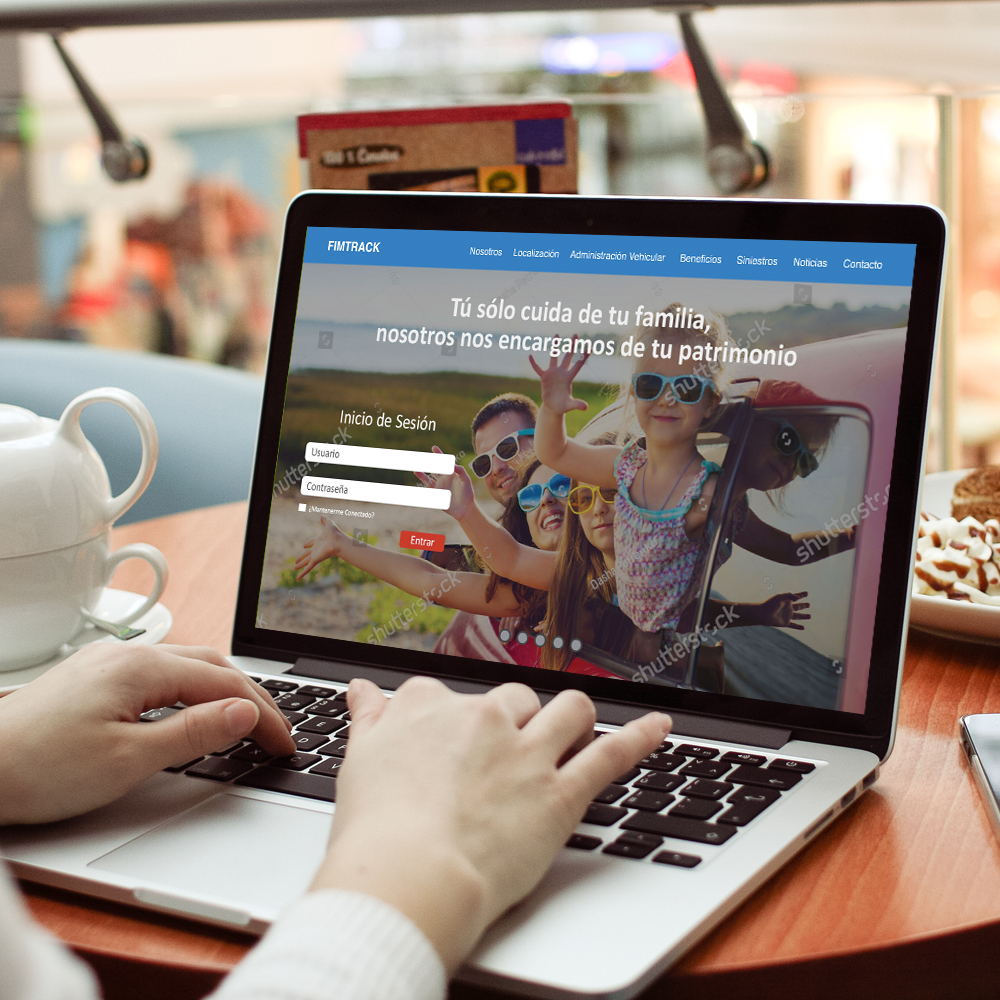 FIMTRACK
Nosotros Localización Administración Vehicular Beneficios Siniestros Noticias Contacto
Tú sólo cuida de tu familia,
nosotros nos encargamos de tu patrimonio
Inicio de Sesión
Usuario
Contraseña
¿Mantenerme Conectado?
Entrar
shutterstock
shutterstock
shutterstock
shutterstock